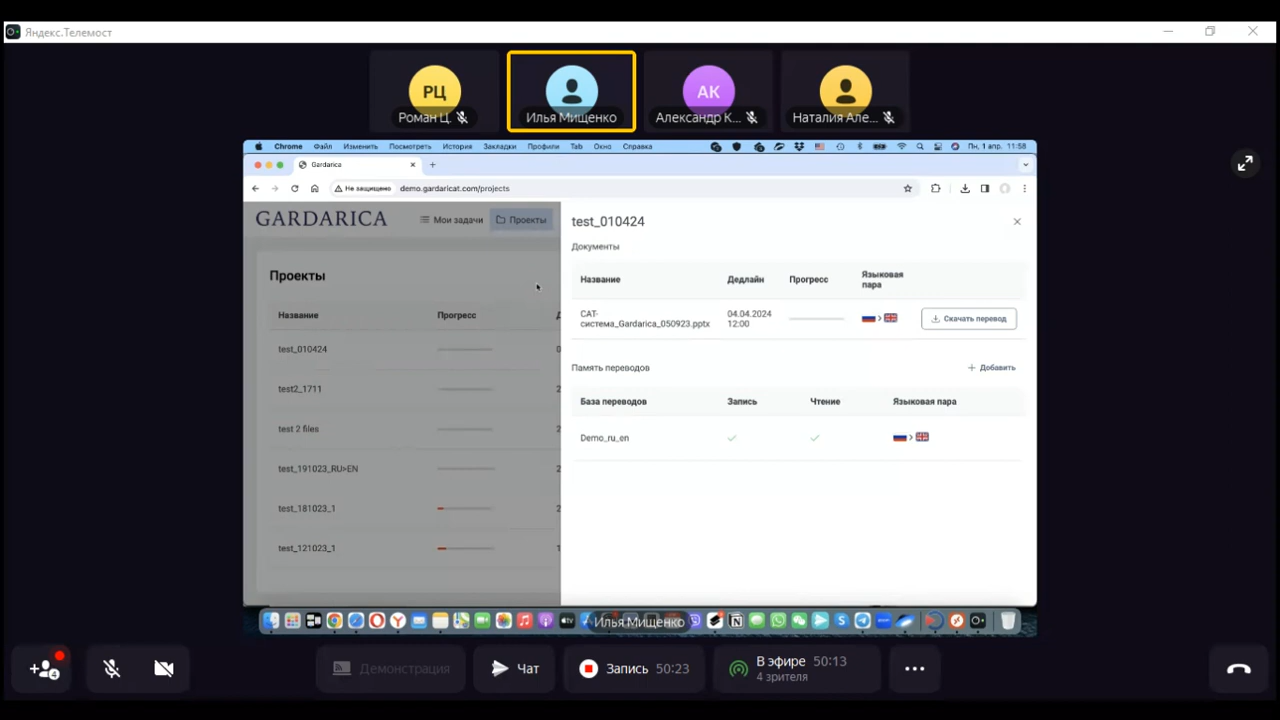 Яндекс.Телемост
РЦ
АК
Роман Ц.
Илья Мищенко
Александр К...
Наталия Але...
Chrome Файл Изменить Посмотреть История Закладки Профили Tab Окно Справка Пн, 1 апр. 11:58
Gardarica
Не защищено demo.gardaricat.com/projects
GARDARICA Мои задачи Проекты
Проекты
Название Прогресс
test_010424
test2_1711
test 2 files
test_191023_RU>EN
test_181023_1
test_121023_1
test_010424
Документы
Название Дедлайн Прогресс Языковая
пара
CAT-
система_Gardarica_050923.pptx
04.04.2024
12:00
Скачать перевод
Память переводов
+ Добавить
База переводов Запись Чтение Языковая пара
Demo_ru_en
Илья Мищенко
4
Демонстрация
Чат
Запись 50:23
В эфире 50:13
4 зрителя